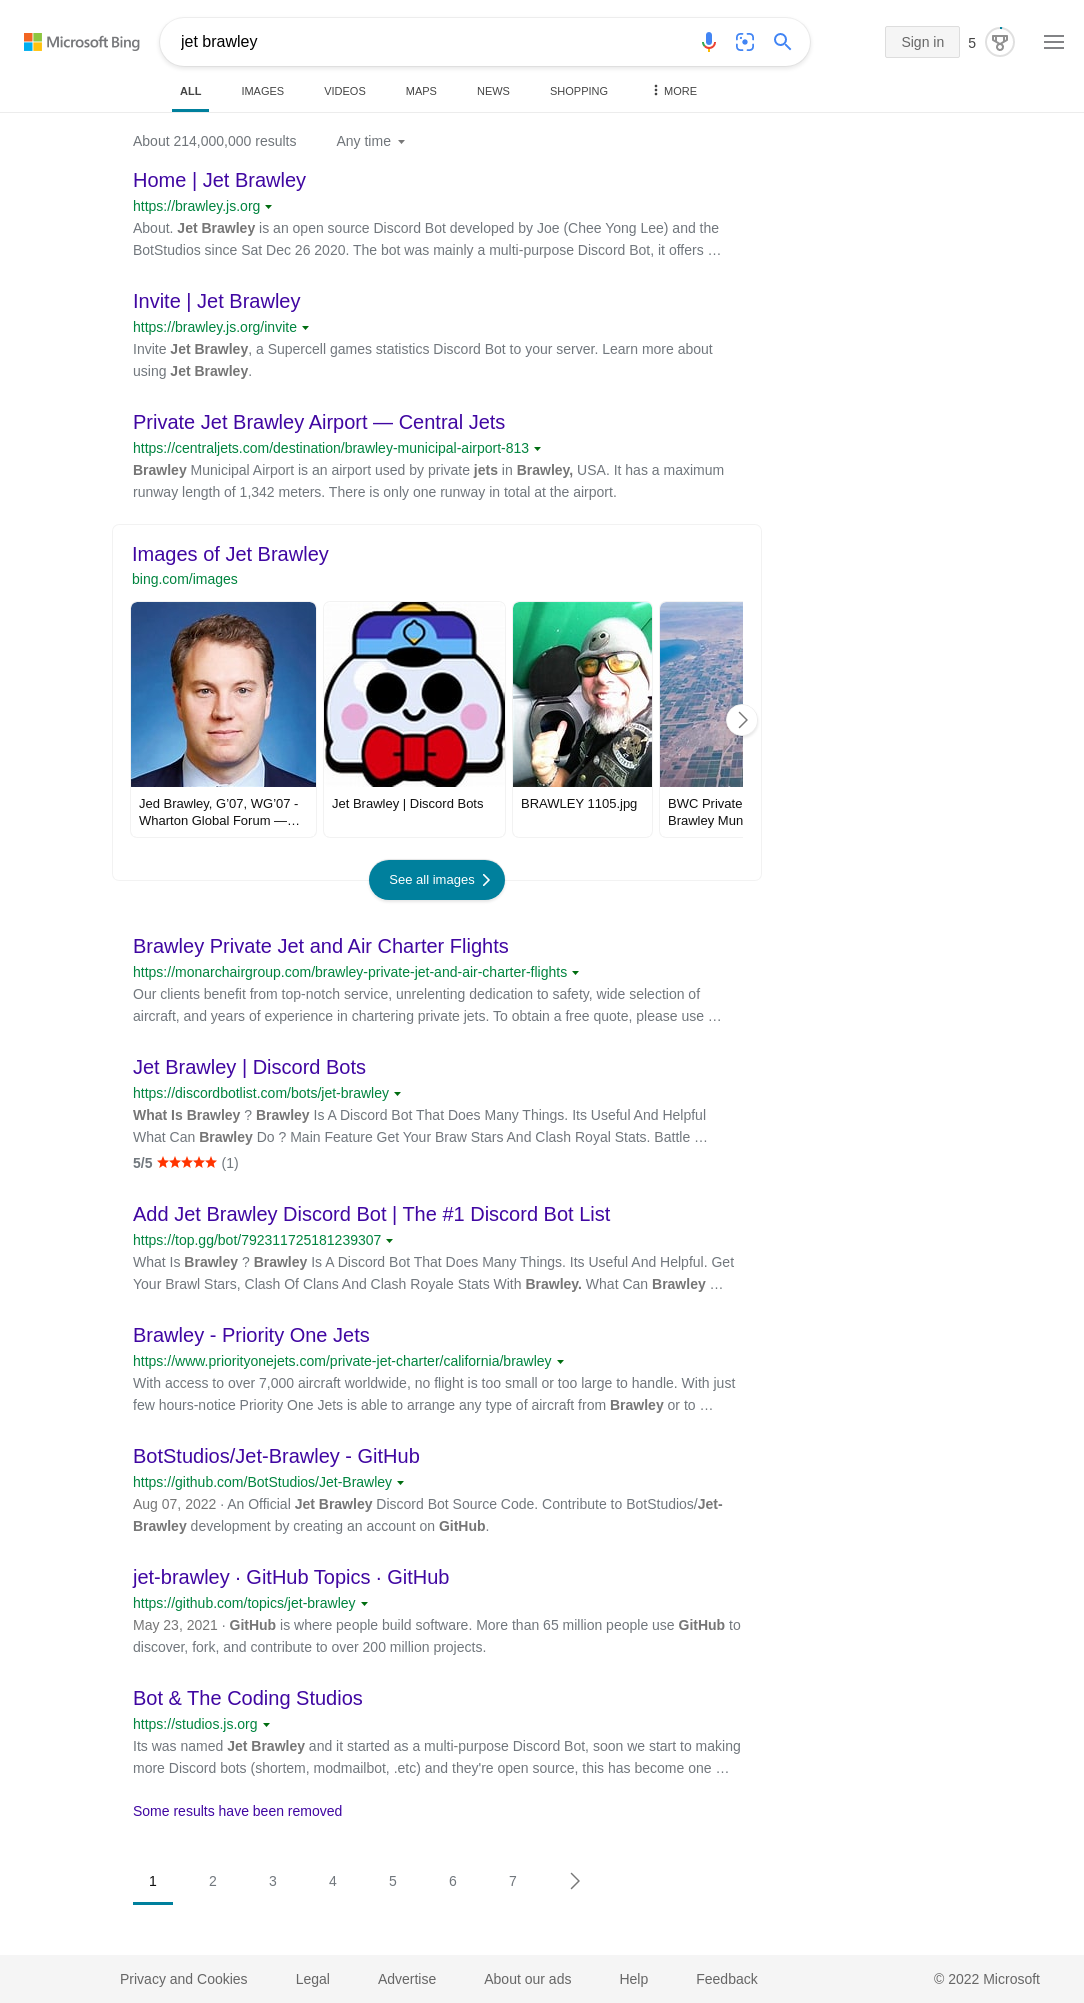 Microsoft Bing
jet brawley
Sign in
5
ALL
IMAGES
VIDEOS
MAPS
NEWS
SHOPPING
MORE
About 214,000,000 results
Any time
Home | Jet Brawley
https://brawley.js.org
About. Jet Brawley is an open source Discord Bot developed by Joe (Chee Yong Lee) and the
BotStudios since Sat Dec 26 2020. The bot was mainly a multi-purpose Discord Bot, it offers …
Invite | Jet Brawley
https://brawley.js.org/invite
Invite Jet Brawley, a Supercell games statistics Discord Bot to your server. Learn more about
using Jet Brawley.
Private Jet Brawley Airport — Central Jets
https://centraljets.com/destination/brawley-municipal-airport-813
Brawley Municipal Airport is an airport used by private jets in Brawley, USA. It has a maximum
runway length of 1,342 meters. There is only one runway in total at the airport.
Images of Jet Brawley
bing.com/images
Jed Brawley, G’07, WG’07 -
Wharton Global Forum —…
Jet Brawley | Discord Bots
BRAWLEY 1105.jpg
BWC Private
Brawley Mun
See all images
Brawley Private Jet and Air Charter Flights
https://monarchairgroup.com/brawley-private-jet-and-air-charter-flights
Our clients benefit from top-notch service, unrelenting dedication to safety, wide selection of
aircraft, and years of experience in chartering private jets. To obtain a free quote, please use …
Jet Brawley | Discord Bots
https://discordbotlist.com/bots/jet-brawley
What Is Brawley ? Brawley Is A Discord Bot That Does Many Things. Its Useful And Helpful
What Can Brawley Do ? Main Feature Get Your Braw Stars And Clash Royal Stats. Battle …
5/5 ★★★★★ (1)
Add Jet Brawley Discord Bot | The #1 Discord Bot List
https://top.gg/bot/792311725181239307
What Is Brawley ? Brawley Is A Discord Bot That Does Many Things. Its Useful And Helpful. Get
Your Brawl Stars, Clash Of Clans And Clash Royale Stats With Brawley. What Can Brawley …
Brawley - Priority One Jets
https://www.priorityonejets.com/private-jet-charter/california/brawley
With access to over 7,000 aircraft worldwide, no flight is too small or too large to handle. With just
few hours-notice Priority One Jets is able to arrange any type of aircraft from Brawley or to …
BotStudios/Jet-Brawley - GitHub
https://github.com/BotStudios/Jet-Brawley
Aug 07, 2022 · An Official Jet Brawley Discord Bot Source Code. Contribute to BotStudios/Jet-
Brawley development by creating an account on GitHub.
jet-brawley · GitHub Topics · GitHub
https://github.com/topics/jet-brawley
May 23, 2021 · GitHub is where people build software. More than 65 million people use GitHub to
discover, fork, and contribute to over 200 million projects.
Bot & The Coding Studios
https://studios.js.org
Its was named Jet Brawley and it started as a multi-purpose Discord Bot, soon we start to making
more Discord bots (shortem, modmailbot, .etc) and they're open source, this has become one …
Some results have been removed
1 2 3 4 5 6 7
Privacy and Cookies
Legal
Advertise
About our ads
Help
Feedback
© 2022 Microsoft